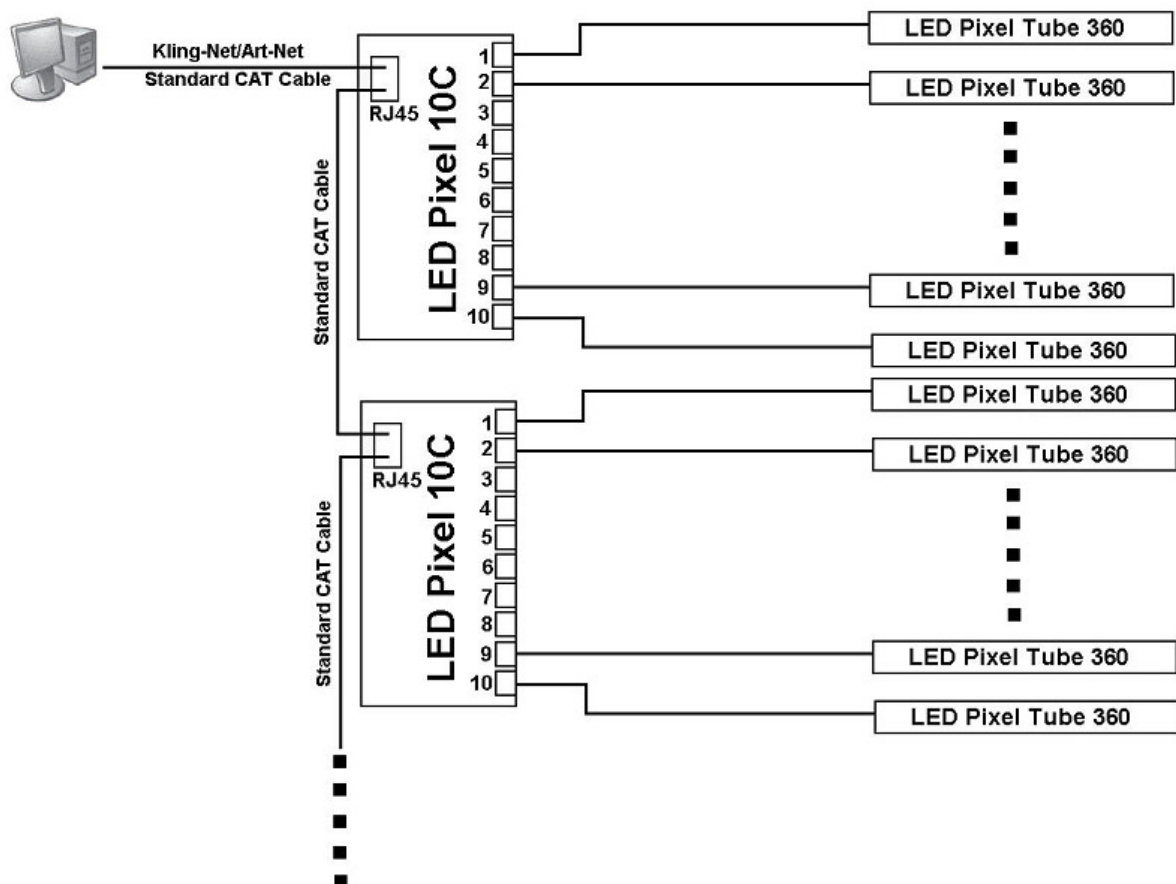 Kling-Net/Art-Net
Standard CAT Cable
RJ45
Standard CAT Cable
LED Pixel 10C
1
2
3
4
5
6
7
8
9
10
LED Pixel Tube 360
LED Pixel Tube 360
LED Pixel Tube 360
LED Pixel Tube 360
RJ45
Standard CAT Cable
LED Pixel 10C
1
2
3
4
5
6
7
8
9
10
LED Pixel Tube 360
LED Pixel Tube 360
LED Pixel Tube 360
LED Pixel Tube 360